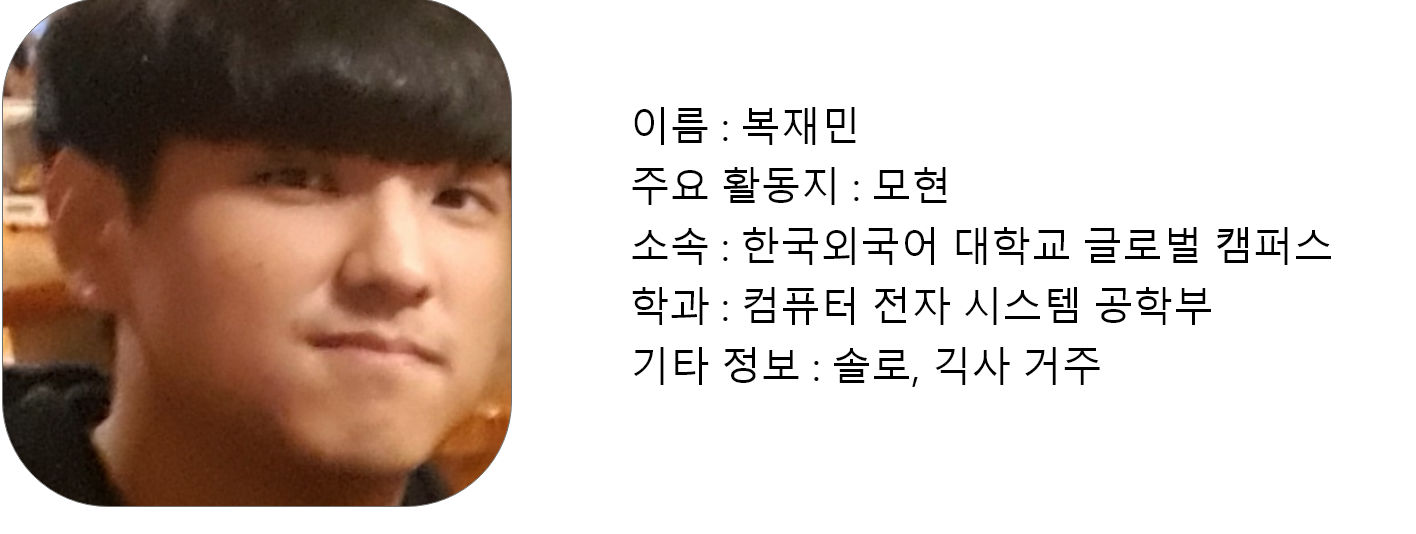 이름 : 복재민
주요 활동지 : 모현
소속 : 한국외국어 대학교 글로벌 캠퍼스
학과 : 컴퓨터 전자 시스템 공학부
기타 정보 : 솔로, 긱사 거주